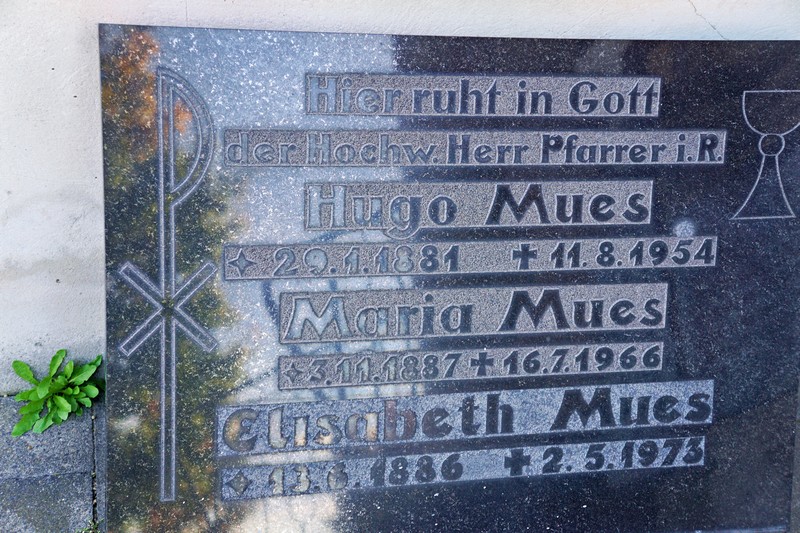 Hier ruht in Gott
der Hochw. Herr Pfarrer i.R.
Hugo Mues
✧ 29.1.1881 ✝ 11.8.1954
Maria Mues
✧ 3.11.1887 ✝ 16.7.1966
Elisabeth Mues
✧ 13.6.1886 ✝ 2.5.1973